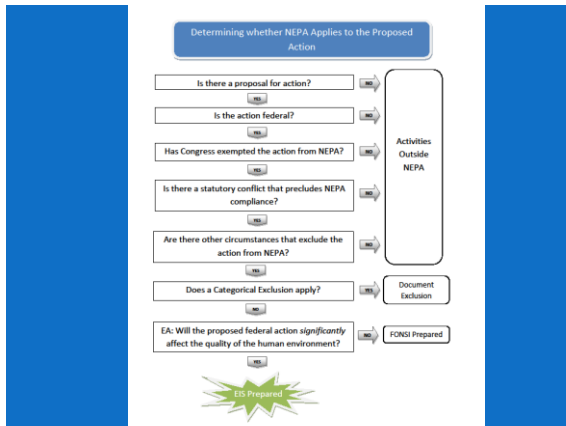 Determining whether NEPA Applies to the Proposed
Action
Is there a proposal for action?
NO
YES
Is the action federal?
NO
YES
Has Congress exempted the action from NEPA?
NO
YES
Activities
Outside
NEPA
Is there a statutory conflict that precludes NEPA
compliance?
NO
YES
Are there other circumstances that exclude the
action from NEPA?
NO
YES
Does a Categorical Exclusion apply?
YES
Document
Exclusion
NO
EA: Will the proposed federal action significantly
affect the quality of the human environment?
NO
FONSI Prepared
YES
EIS Prepared